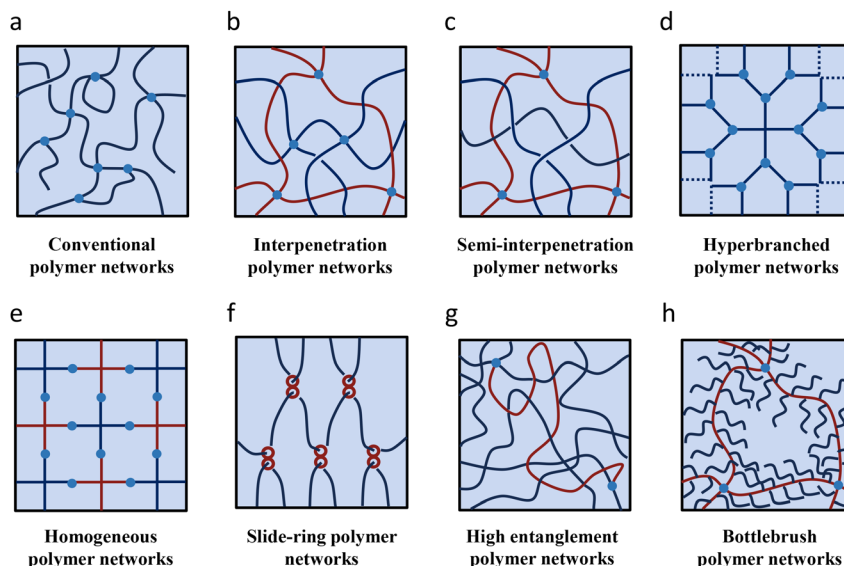 a
b
c
d
Conventional
polymer networks
Interpenetration
polymer networks
Semi-interpenetration
polymer networks
Hyperbranched
polymer networks
e
f
g
h
Homogeneous
polymer networks
Slide-ring polymer
networks
High entanglement
polymer networks
Bottlebrush
polymer networks